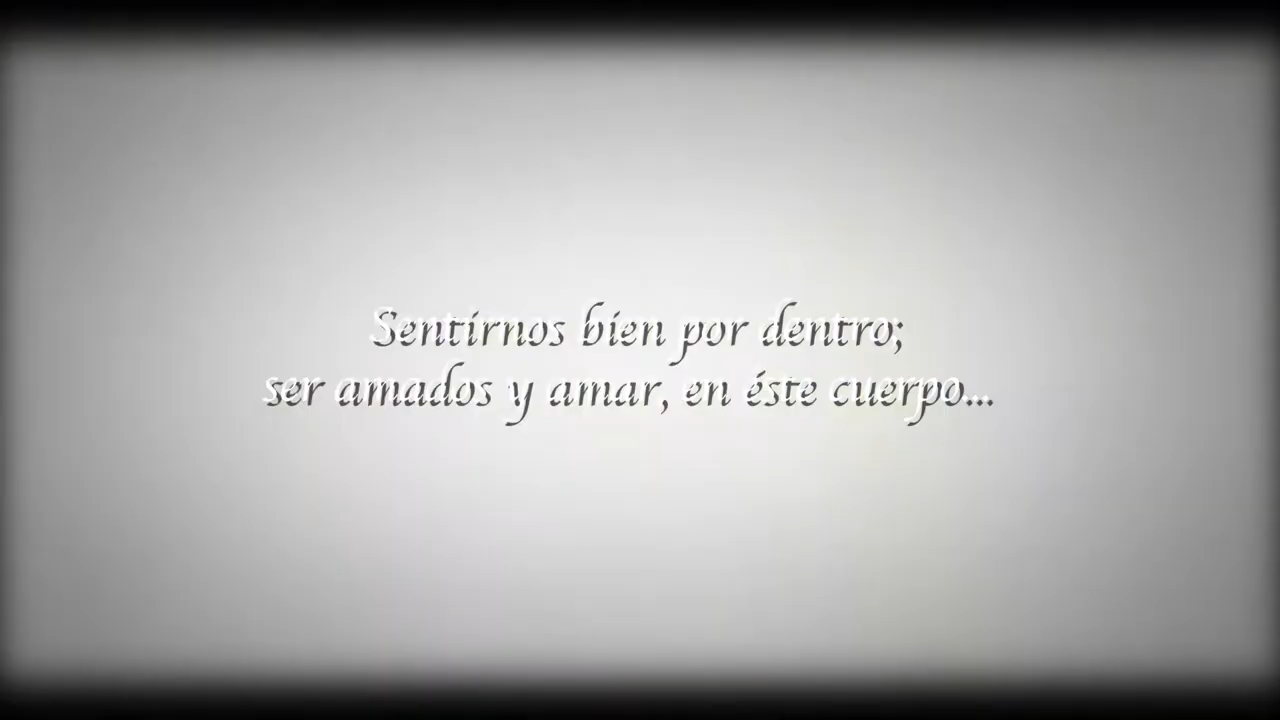 Sentirnos bien por dentro;
ser amados y amar, en éste cuerpo...